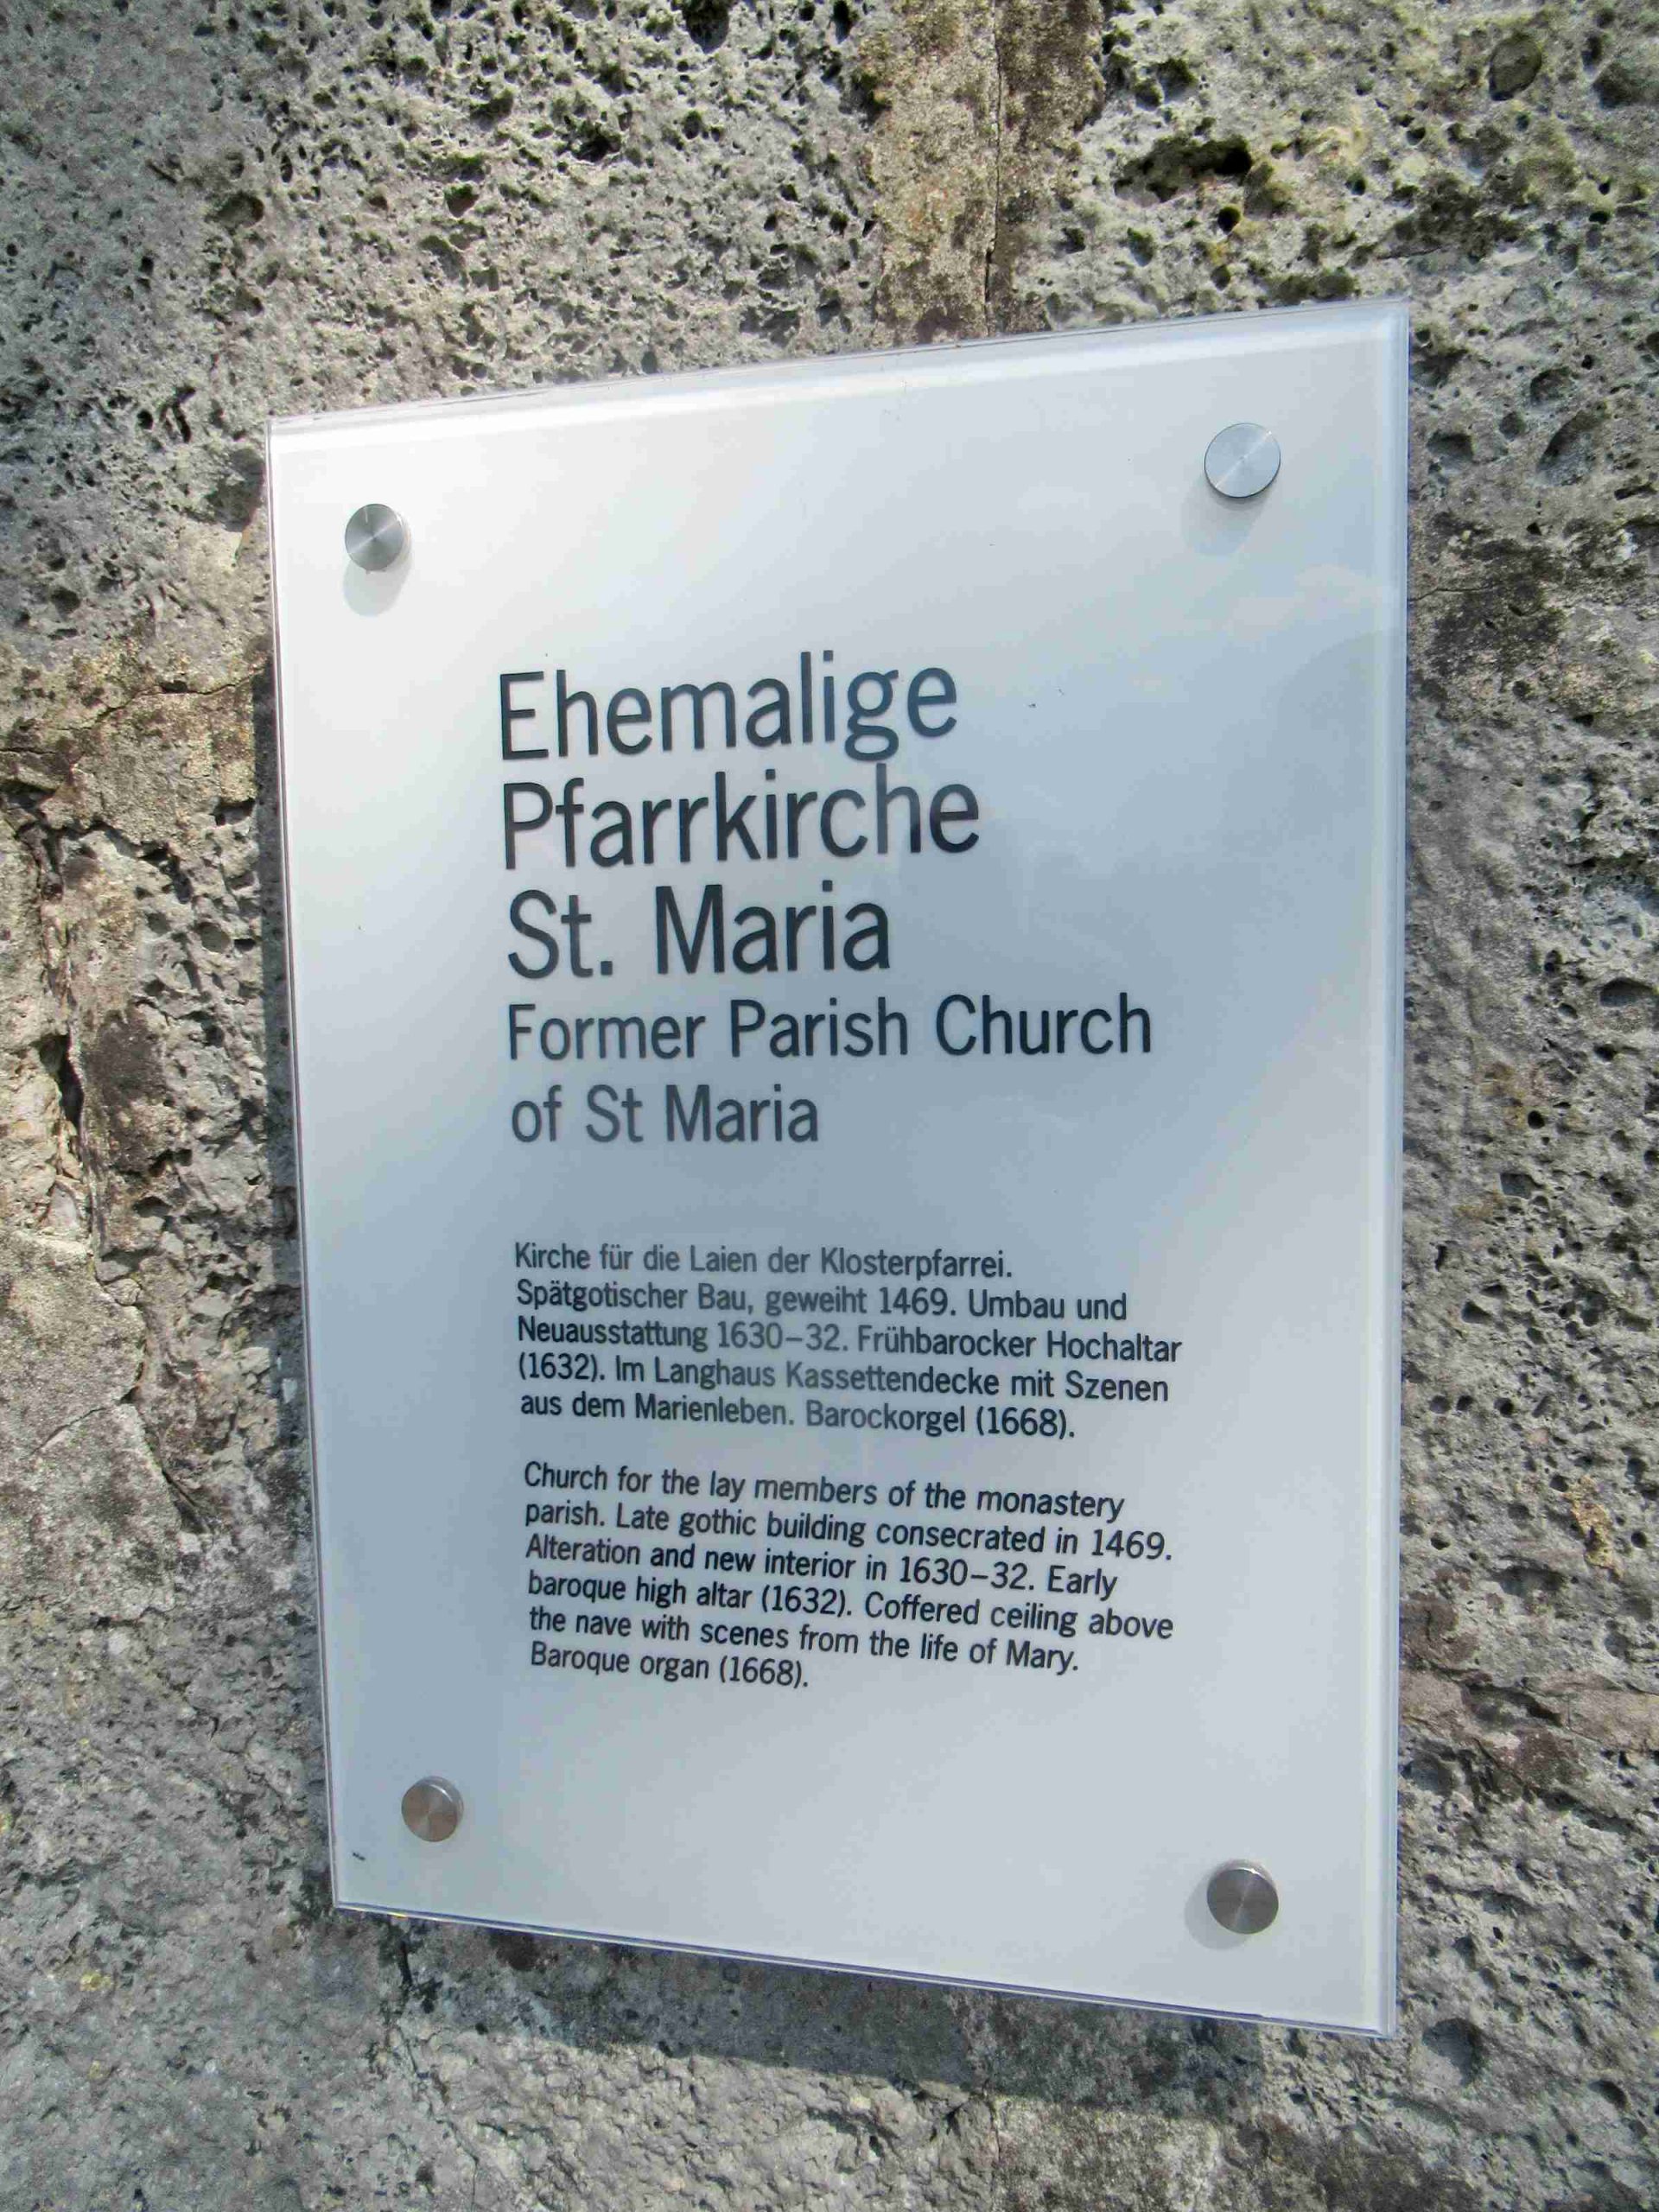 Ehemalige
Pfarrkirche
St. Maria
Former Parish Church
of St Maria
Kirche für die Laien der Klosterpfarrei.
Spätgotischer Bau, geweiht 1469. Umbau und
Neuausstattung 1630–32. Frühbarocker Hochaltar
(1632). Im Langhaus Kassettendecke mit Szenen
aus dem Marienleben. Barockorgel (1668).
Church for the lay members of the monastery
parish. Late gothic building consecrated in 1469.
Alteration and new interior in 1630–32. Early
baroque high altar (1632). Coffered ceiling above
the nave with scenes from the life of Mary.
Baroque organ (1668).